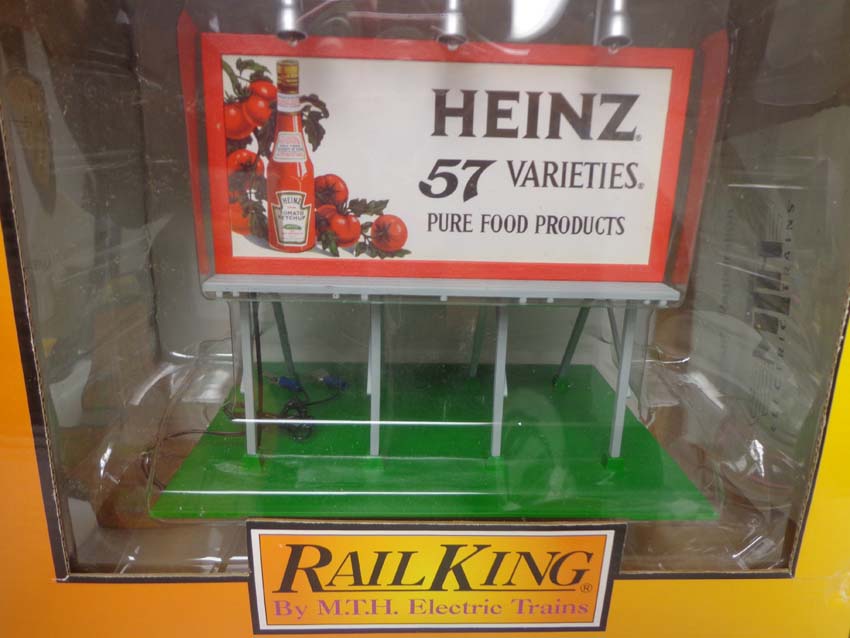 HEINZ®
57 VARIETIES®
PURE FOOD PRODUCTS
HEINZ
TOMATO
KETCHUP
RAILKING®
By M.T.H. Electric Trains